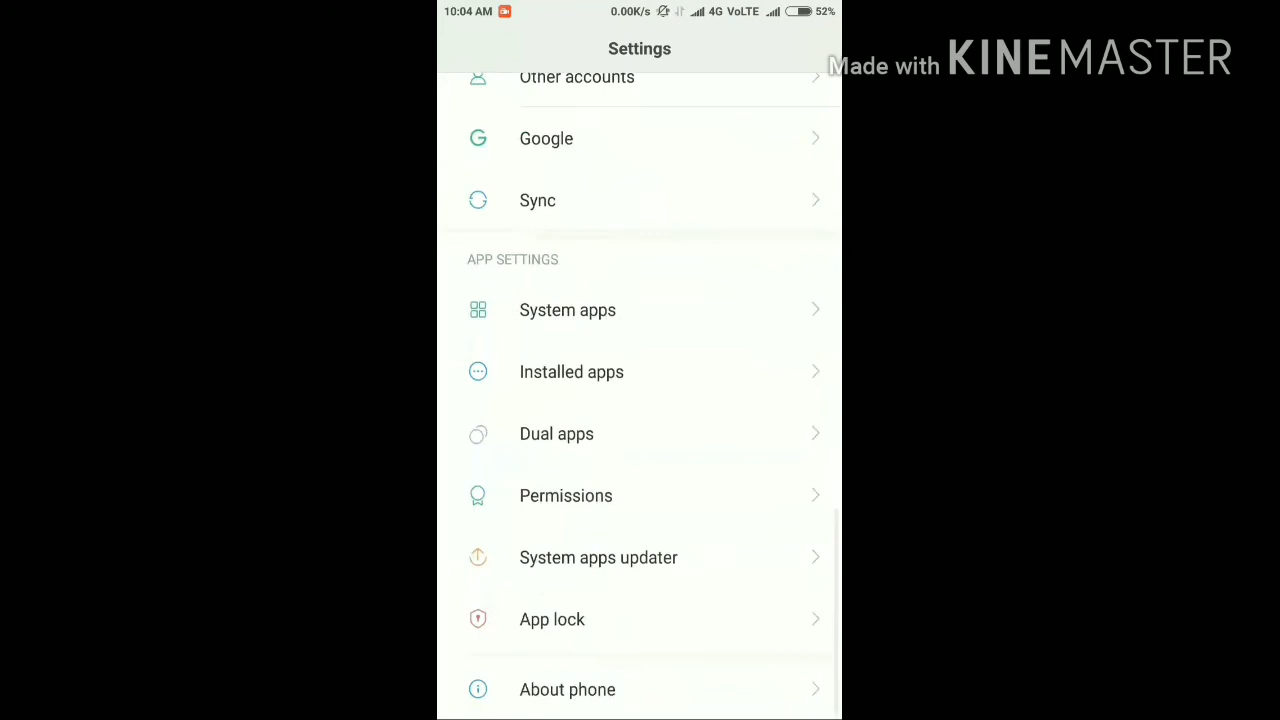 10:04 AM 0.00K/s 4G VoLTE 52%
Settings
Made with KINEMASTER
Other accounts
Google
Sync
APP SETTINGS
System apps
Installed apps
Dual apps
Permissions
System apps updater
App lock
About phone